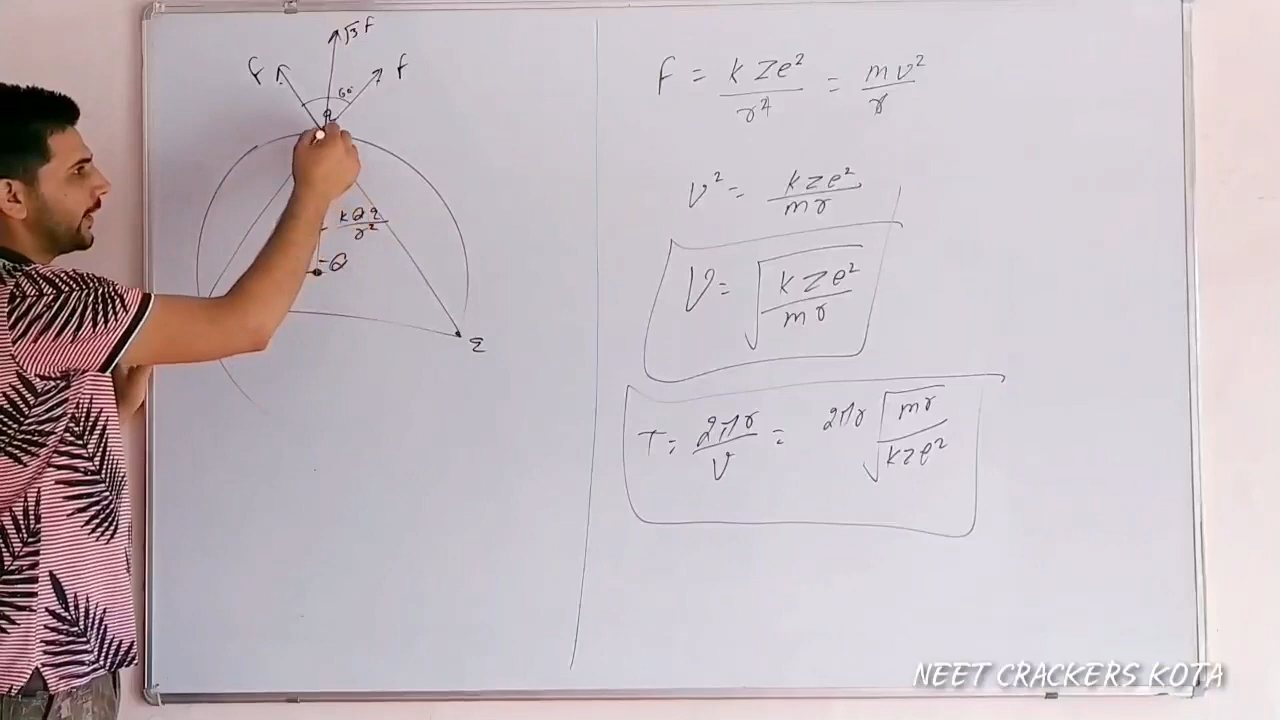 √3 F
F
F
60°
q
kQq
r²
-Q
q
F = kZe² / r² = mv² / r
v² = kze² / mr
V = √(kze² / mr)
T = 2πr / V = 2πr √(mr / kze²)
NEET CRACKERS KOTA